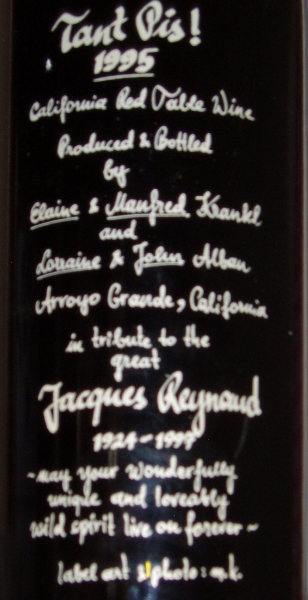 Tant Pis!
1995
California Red Table Wine
Produced & Bottled
by
Elaine & Manfred Krankl
and
Lorraine & John Alban
Arroyo Grande, California
in tribute to the
great
Jacques Reynaud
1924-1997
~may your wonderfully
unique and loveably
wild spirit live on forever~
label art & photo: m.k.